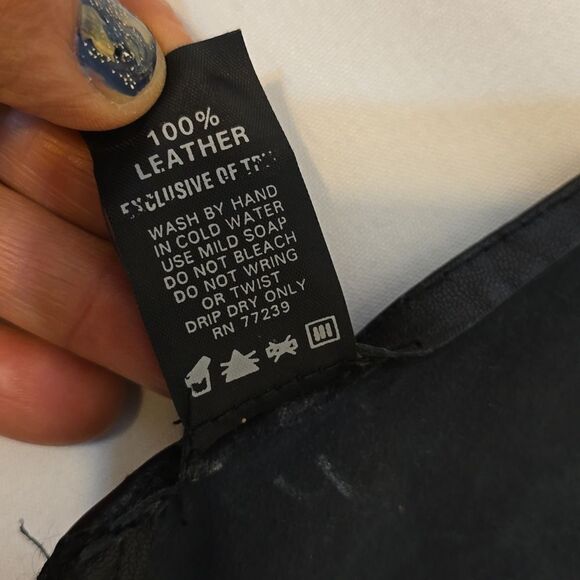 100%
LEATHER
EXCLUSIVE OF
WASH BY HAND
IN COLD WATER
USE MILD SOAP
DO NOT BLEACH
DO NOT WRING
OR TWIST
DRIP DRY ONLY
RN 77239